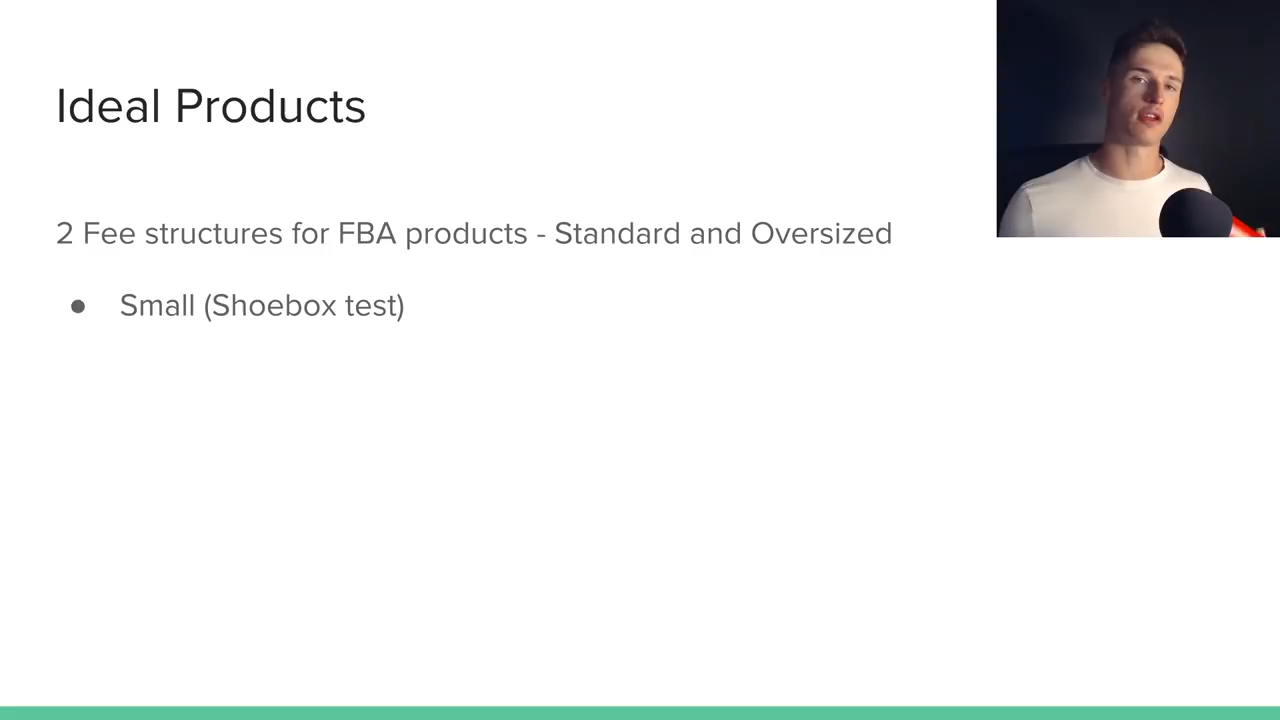 Ideal Products
2 Fee structures for FBA products - Standard and Oversized
● Small (Shoebox test)